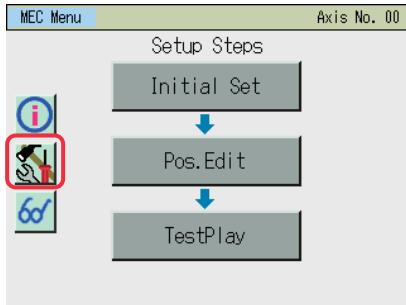 MEC Menu Axis No. 00
Setup Steps
Initial Set
Pos.Edit
TestPlay